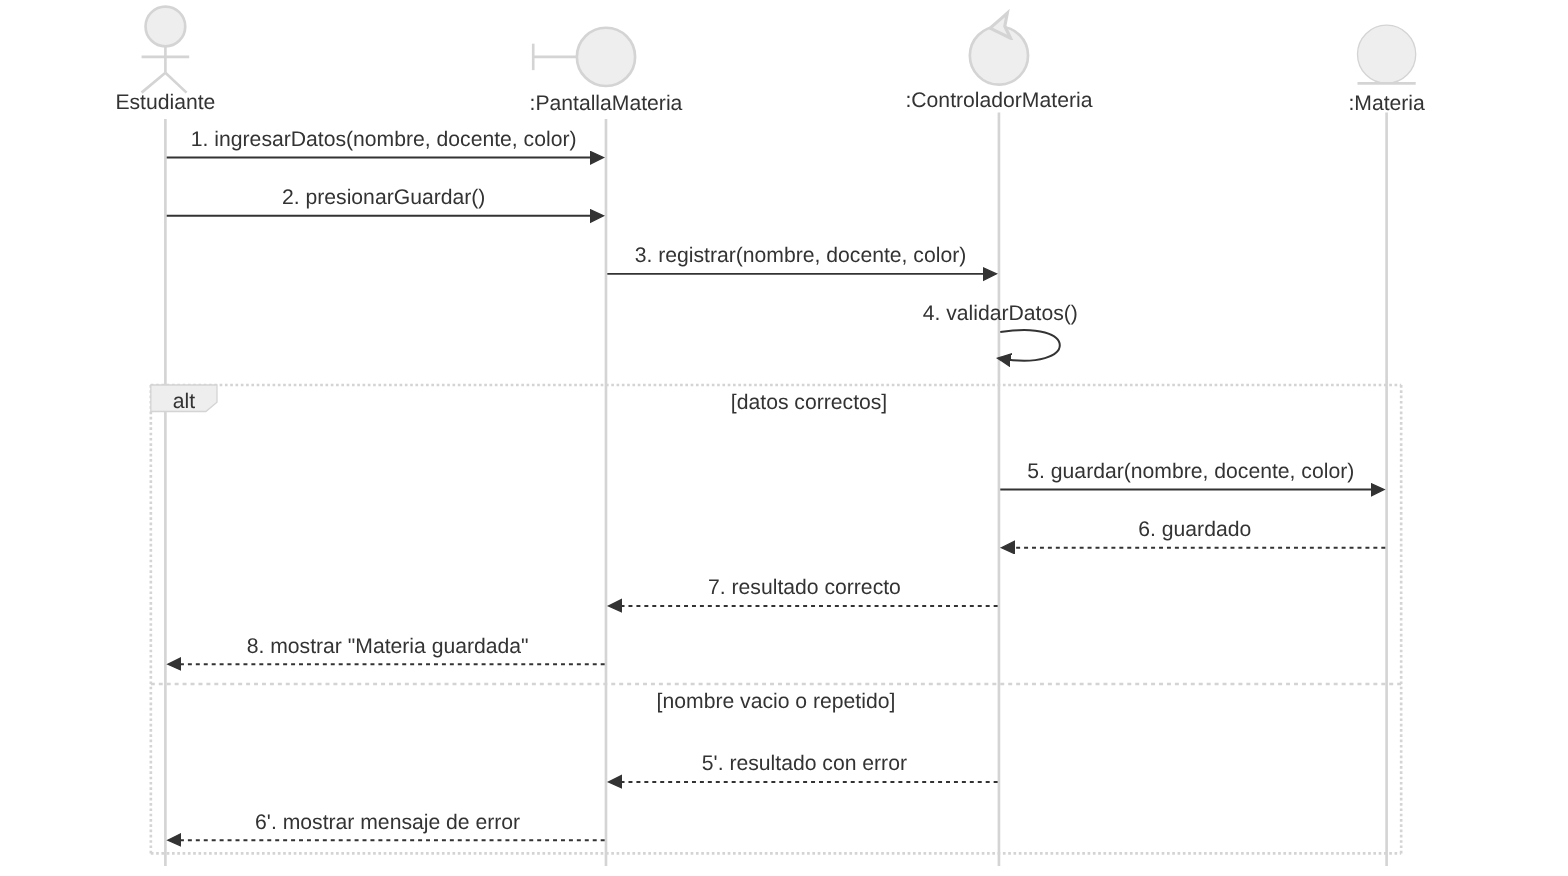 Estudiante
:PantallaMateria
:ControladorMateria
:Materia
1. ingresarDatos(nombre, docente, color)
2. presionarGuardar()
3. registrar(nombre, docente, color)
4. validarDatos()
alt
[datos correctos]
5. guardar(nombre, docente, color)
6. guardado
7. resultado correcto
8. mostrar "Materia guardada"
[nombre vacio o repetido]
5'. resultado con error
6'. mostrar mensaje de error